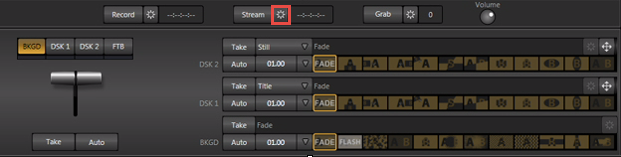 Record --:--:--:-- Stream --:--:--:-- Grab 0 Volume
BKGD DSK 1 DSK 2 FTB
Take Still Fade
DSK 2 Auto 01.00 FADE
Take Title Fade
DSK 1 Auto 01.00 FADE
Take Fade
Take Auto BKGD Auto 01.00 FADE FLASH